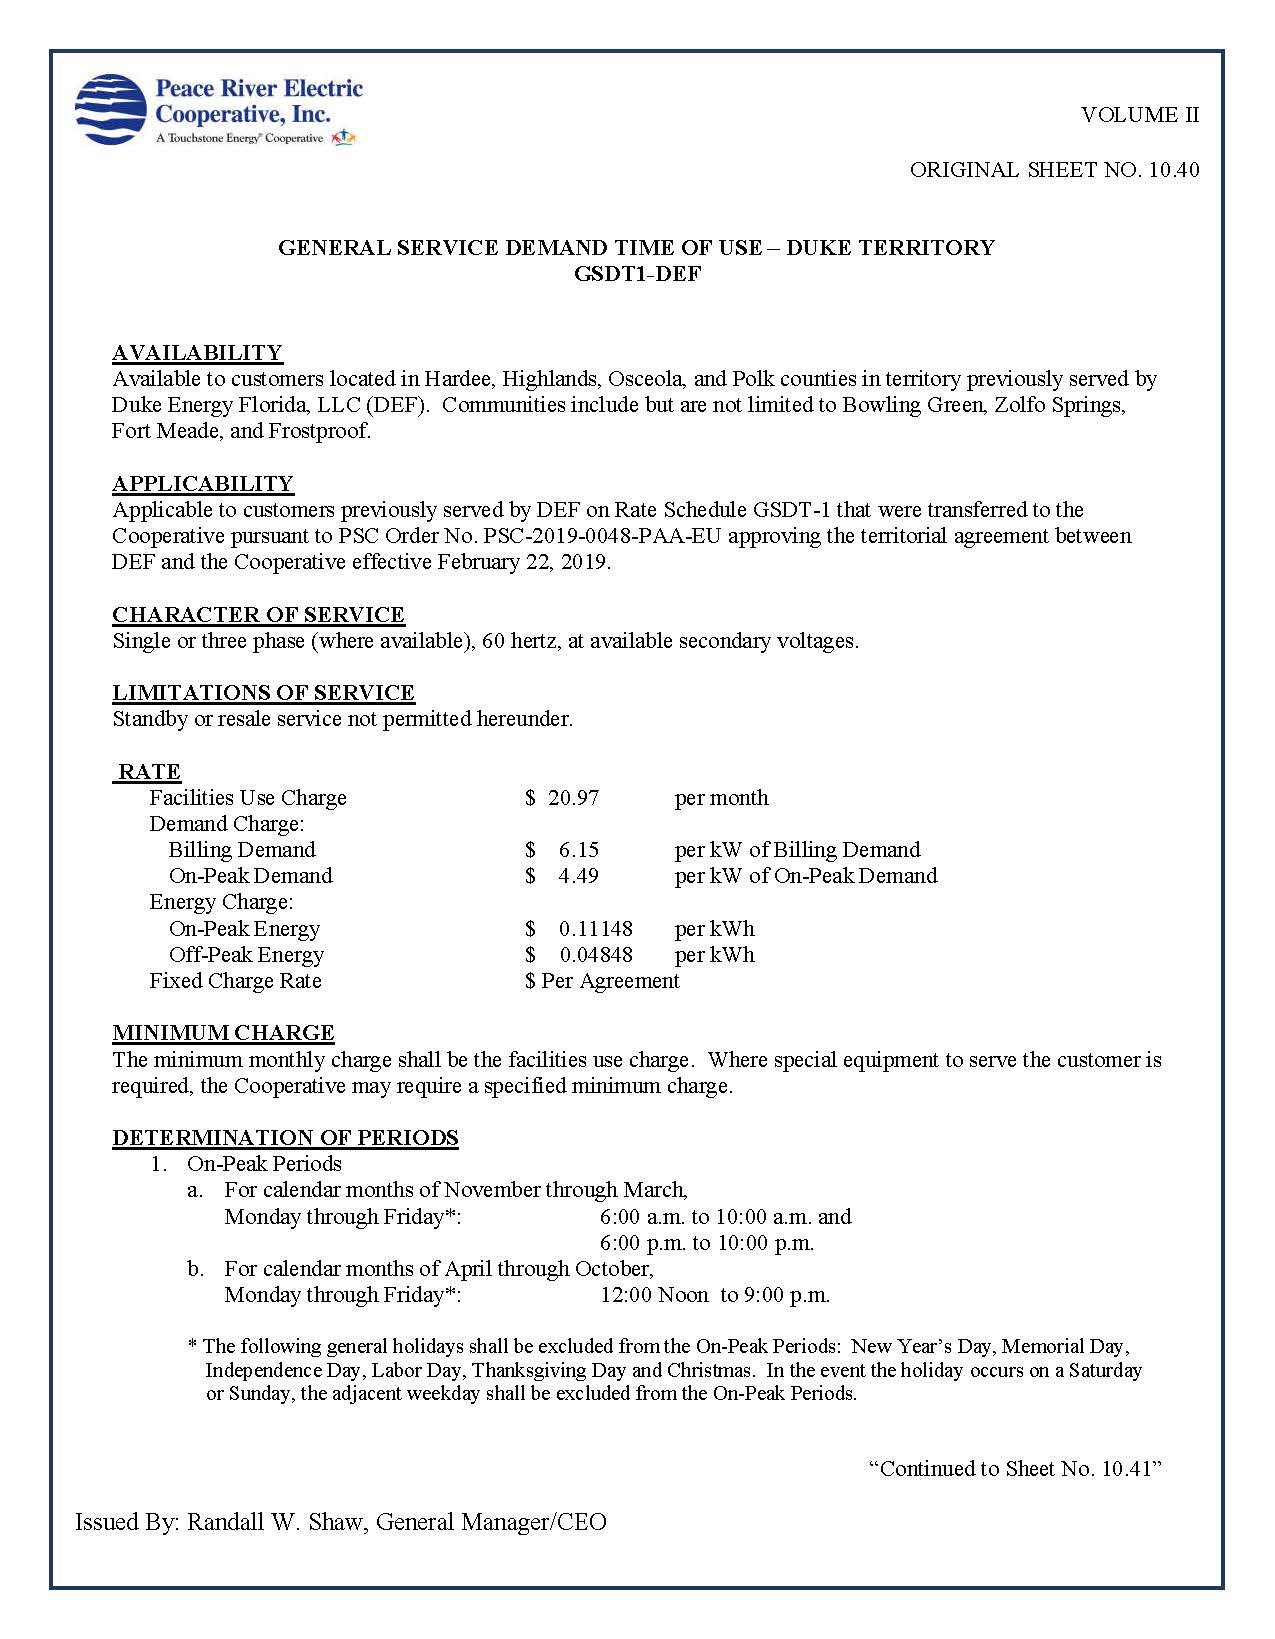 Peace River Electric
Cooperative, Inc.
A Touchstone Energy® Cooperative
VOLUME II
ORIGINAL SHEET NO. 10.40
GENERAL SERVICE DEMAND TIME OF USE – DUKE TERRITORY
GSDT1-DEF
AVAILABILITY
Available to customers located in Hardee, Highlands, Osceola, and Polk counties in territory previously served by
Duke Energy Florida, LLC (DEF).  Communities include but are not limited to Bowling Green, Zolfo Springs,
Fort Meade, and Frostproof.
APPLICABILITY
Applicable to customers previously served by DEF on Rate Schedule GSDT-1 that were transferred to the
Cooperative pursuant to PSC Order No. PSC-2019-0048-PAA-EU approving the territorial agreement between
DEF and the Cooperative effective February 22, 2019.
CHARACTER OF SERVICE
Single or three phase (where available), 60 hertz, at available secondary voltages.
LIMITATIONS OF SERVICE
Standby or resale service not permitted hereunder.
RATE
Facilities Use Charge $ 20.97 per month
Demand Charge:
Billing Demand $ 6.15 per kW of Billing Demand
On-Peak Demand $ 4.49 per kW of On-Peak Demand
Energy Charge:
On-Peak Energy $ 0.11148 per kWh
Off-Peak Energy $ 0.04848 per kWh
Fixed Charge Rate $ Per Agreement
MINIMUM CHARGE
The minimum monthly charge shall be the facilities use charge.  Where special equipment to serve the customer is
required, the Cooperative may require a specified minimum charge.
DETERMINATION OF PERIODS
1. On-Peak Periods
a. For calendar months of November through March,
Monday through Friday*: 6:00 a.m. to 10:00 a.m. and
6:00 p.m. to 10:00 p.m.
b. For calendar months of April through October,
Monday through Friday*: 12:00 Noon to 9:00 p.m.
* The following general holidays shall be excluded from the On-Peak Periods:  New Year’s Day, Memorial Day,
Independence Day, Labor Day, Thanksgiving Day and Christmas.  In the event the holiday occurs on a Saturday
or Sunday, the adjacent weekday shall be excluded from the On-Peak Periods.
“Continued to Sheet No. 10.41”
Issued By: Randall W. Shaw, General Manager/CEO